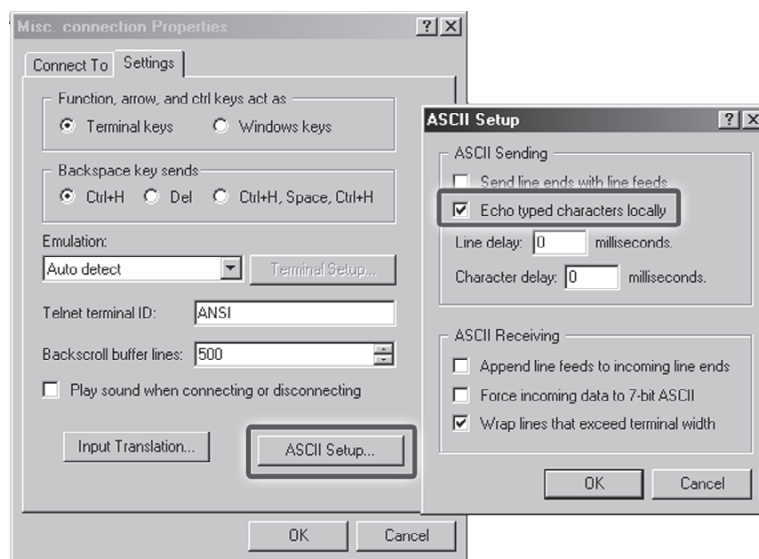 Misc. connection Properties
Connect To Settings
Function, arrow, and ctrl keys act as
Terminal keys Windows keys
Backspace key sends
Ctrl+H Del Ctrl+H, Space, Ctrl+H
Emulation:
Auto detect Terminal Setup...
Telnet terminal ID: ANSI
Backscroll buffer lines: 500
Play sound when connecting or disconnecting
Input Translation... ASCII Setup...
OK Cancel
ASCII Setup
ASCII Sending
Send line ends with line feeds
Echo typed characters locally
Line delay: 0 milliseconds.
Character delay: 0 milliseconds.
ASCII Receiving
Append line feeds to incoming line ends
Force incoming data to 7-bit ASCII
Wrap lines that exceed terminal width
OK Cancel